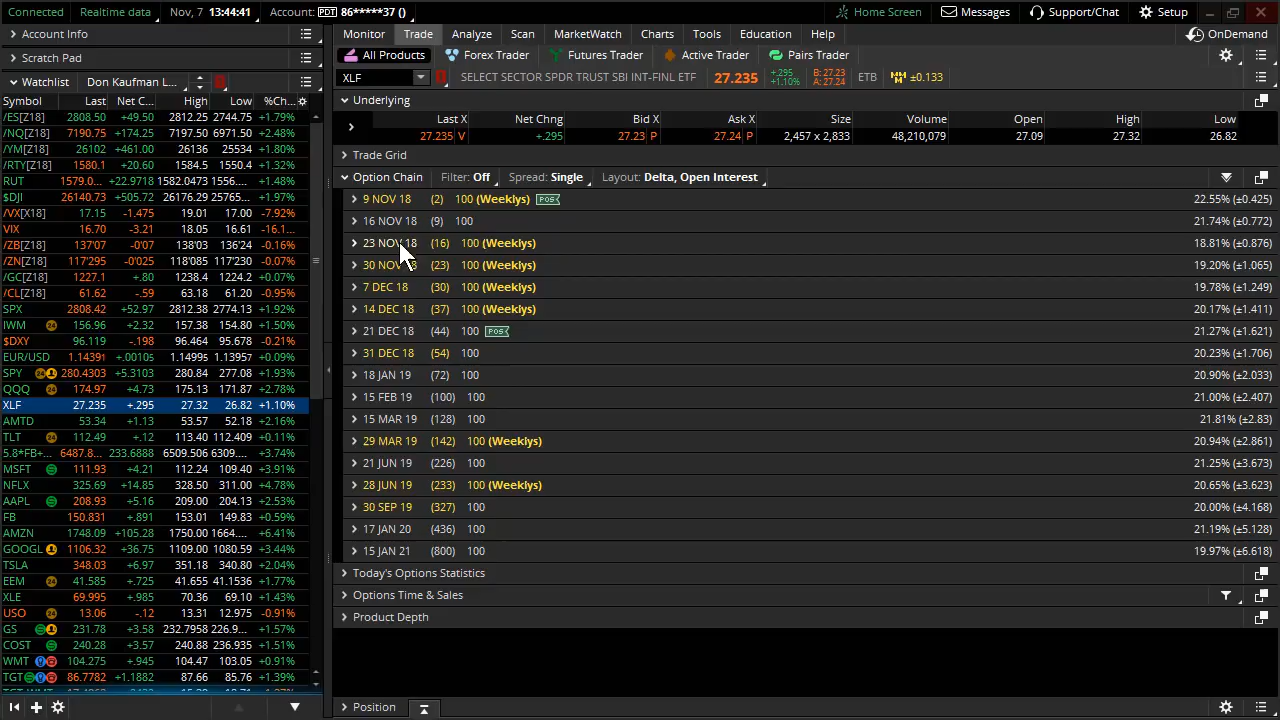 Connected Realtime data Nov, 7 13:44:41 Account: PDT 86*****37 () Home Screen Messages Support/Chat Setup
Account Info
Scratch Pad
Watchlist Don Kaufman L...
Symbol Last Net C... High Low %Ch...
/ES[Z18] 2808.50 +49.50 2812.25 2744.75 +1.79%
/NQ[Z18] 7190.75 +174.25 7197.50 6971.50 +2.48%
/YM[Z18] 26102 +461.00 26136 25534 +1.80%
/RTY[Z18] 1580.1 +20.60 1584.5 1550.4 +1.32%
RUT 1579.0... +22.9718 1582.0473 1556... +1.48%
$DJI 26140.73 +505.72 26176.29 25765... +1.97%
/VX[X18] 17.15 -1.475 19.01 17.00 -7.92%
VIX 16.70 -3.21 18.05 16.61 -16.1...
/ZB[Z18] 137'07 -0'07 138'01 136'24 -0.16%
/ZN[Z18] 117'295 -0'025 118'085 117'230 -0.07%
/GC[Z18] 1227.1 +.80 1238.4 1224.2 +0.07%
/CL[Z18] 61.62 -.59 63.18 61.20 -0.95%
SPX 2808.42 +52.97 2812.38 2774.13 +1.92%
IWM 24 156.96 +2.32 157.38 154.80 +1.50%
$DXY 96.119 -.198 96.464 95.678 -0.21%
EUR/USD 1.14391 +.00105 1.14995 1.13957 +0.09%
SPY 24 280.4303 +5.3103 280.84 277.08 +1.93%
QQQ 24 174.97 +4.73 175.13 171.87 +2.78%
XLF 27.235 +.295 27.32 26.82 +1.10%
AMTD 53.34 +1.13 53.57 52.18 +2.16%
TLT 24 112.49 +.12 113.40 112.409 +0.11%
5.8*FB+... 6487.8... 233.6888 6509.506 6309.... +3.74%
MSFT 111.93 +4.21 112.24 109.40 +3.91%
NFLX 325.69 +14.85 328.50 311.00 +4.78%
AAPL 208.93 +5.16 209.00 204.13 +2.53%
FB 150.831 +.891 153.01 149.83 +0.59%
AMZN 1748.09 +105.28 1750.00 1664.... +6.41%
GOOGL 1106.32 +36.75 1109.00 1080.59 +3.44%
TSLA 348.03 +6.97 351.18 340.80 +2.04%
EEM 24 41.585 +.725 41.655 41.1536 +1.77%
XLE 69.995 +.985 70.36 69.10 +1.43%
USO 24 13.06 -.12 13.31 12.975 -0.91%
GS 231.78 +3.58 232.7958 226.9... +1.57%
COST 240.28 +3.57 240.88 236.935 +1.51%
WMT 104.275 +.945 104.47 103.05 +0.91%
TGT 86.7782 +1.1882 87.66 85.76 +1.39%
Monitor Trade Analyze Scan MarketWatch Charts Tools Education Help OnDemand
All Products Forex Trader Futures Trader Active Trader Pairs Trader
XLF SELECT SECTOR SPDR TRUST SBI INT-FINL ETF 27.235 +.295 +1.10% B: 27.23 A: 27.24 ETB ±0.133
Underlying
Last X Net Chng Bid X Ask X Size Volume Open High Low
27.235 V +.295 27.23 P 27.24 P 2,457 x 2,833 48,210,079 27.09 27.32 26.82
Trade Grid
Option Chain Filter: Off Spread: Single Layout: Delta, Open Interest
9 NOV 18 (2) 100 (Weeklys) POS 22.55% (±0.425)
16 NOV 18 (9) 100 21.74% (±0.772)
23 NOV 18 (16) 100 (Weeklys) 18.81% (±0.876)
30 NOV 18 (23) 100 (Weeklys) 19.20% (±1.065)
7 DEC 18 (30) 100 (Weeklys) 19.78% (±1.249)
14 DEC 18 (37) 100 (Weeklys) 20.17% (±1.411)
21 DEC 18 (44) 100 POS 21.27% (±1.621)
31 DEC 18 (54) 100 20.23% (±1.706)
18 JAN 19 (72) 100 20.90% (±2.033)
15 FEB 19 (100) 100 21.00% (±2.407)
15 MAR 19 (128) 100 21.81% (±2.83)
29 MAR 19 (142) 100 (Weeklys) 20.94% (±2.861)
21 JUN 19 (226) 100 21.25% (±3.673)
28 JUN 19 (233) 100 (Weeklys) 20.65% (±3.623)
30 SEP 19 (327) 100 20.00% (±4.168)
17 JAN 20 (436) 100 21.19% (±5.128)
15 JAN 21 (800) 100 19.97% (±6.618)
Today's Options Statistics
Options Time & Sales
Product Depth
Position